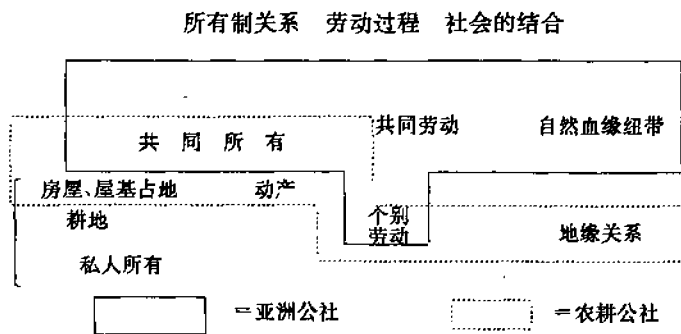 所有制关系 劳动过程 社会的结合
共同劳动 自然血缘纽带
共同所有
房屋、屋基占地 动产
个别
耕地
劳动 地缘关系
私人所有
=亚洲公社 =农耕公社